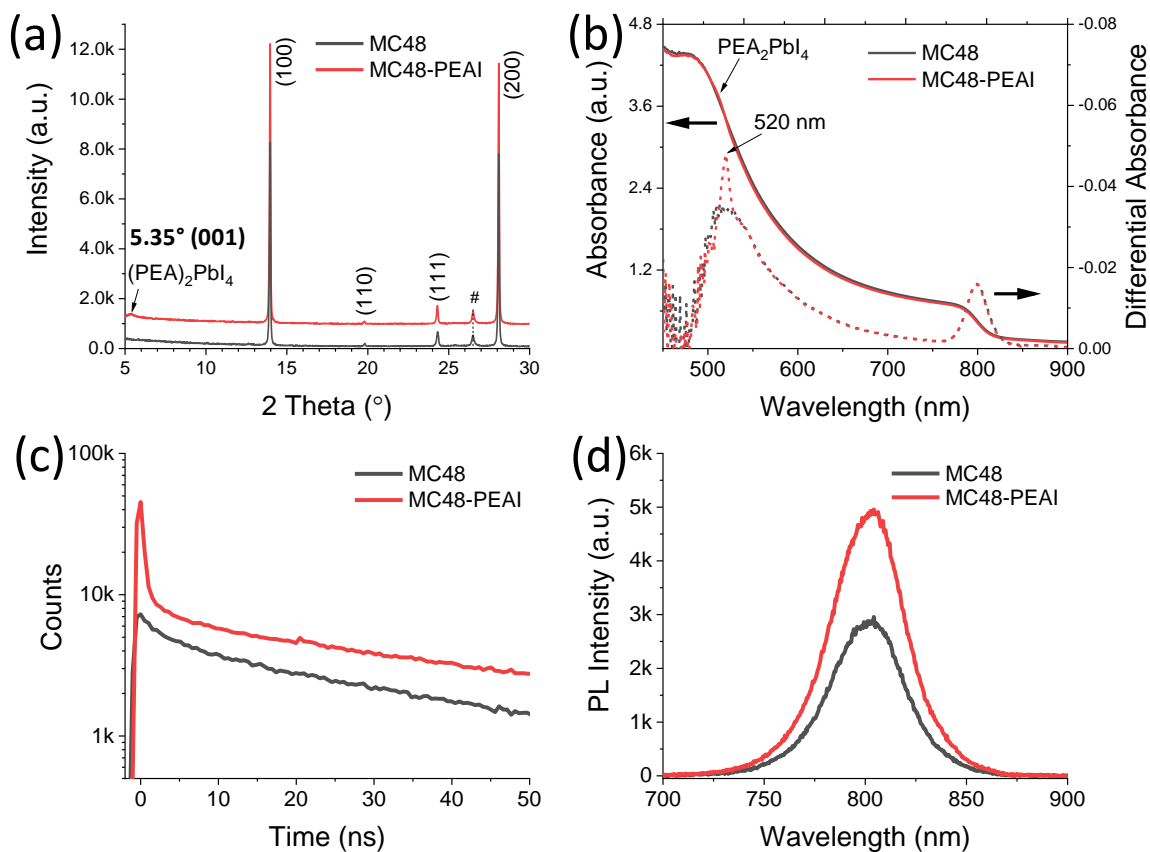 (a)
MC48
MC48-PEAI
(100)
(200)
5.35° (001)
(PEA)₂PbI₄
(110)
(111)
#
12.0k
10.0k
8.0k
6.0k
4.0k
2.0k
0.0
5 10 15 20 25 30
Intensity (a.u.)
2 Theta (°)
(b)
PEA₂PbI₄
MC48
MC48-PEAI
520 nm
4.8
3.6
2.4
1.2
-0.08
-0.06
-0.04
-0.02
0.00
500 600 700 800 900
Absorbance (a.u.)
Differential Absorbance
Wavelength (nm)
(c)
MC48
MC48-PEAI
100k
10k
1k
0 10 20 30 40 50
Counts
Time (ns)
(d)
MC48
MC48-PEAI
6k
5k
4k
3k
2k
1k
0
700 750 800 850 900
PL Intensity (a.u.)
Wavelength (nm)